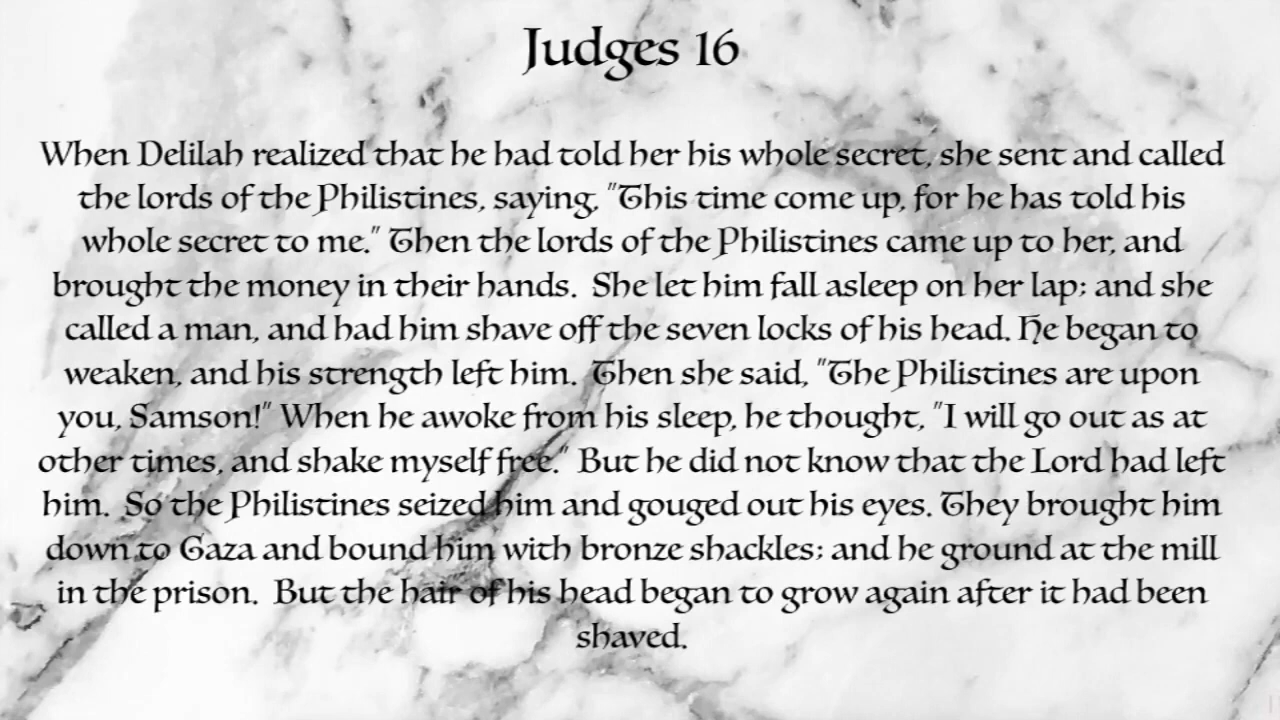 Judges 16
When Delilah realized that he had told her his whole secret, she sent and called
the lords of the Philistines, saying, "This time come up, for he has told his
whole secret to me." Then the lords of the Philistines came up to her, and
brought the money in their hands.  She let him fall asleep on her lap; and she
called a man, and had him shave off the seven locks of his head. He began to
weaken, and his strength left him.  Then she said, "The Philistines are upon
you, Samson!" When he awoke from his sleep, he thought, "I will go out as at
other times, and shake myself free." But he did not know that the Lord had left
him.  So the Philistines seized him and gouged out his eyes. They brought him
down to Gaza and bound him with bronze shackles; and he ground at the mill
in the prison.  But the hair of his head began to grow again after it had been
shaved.